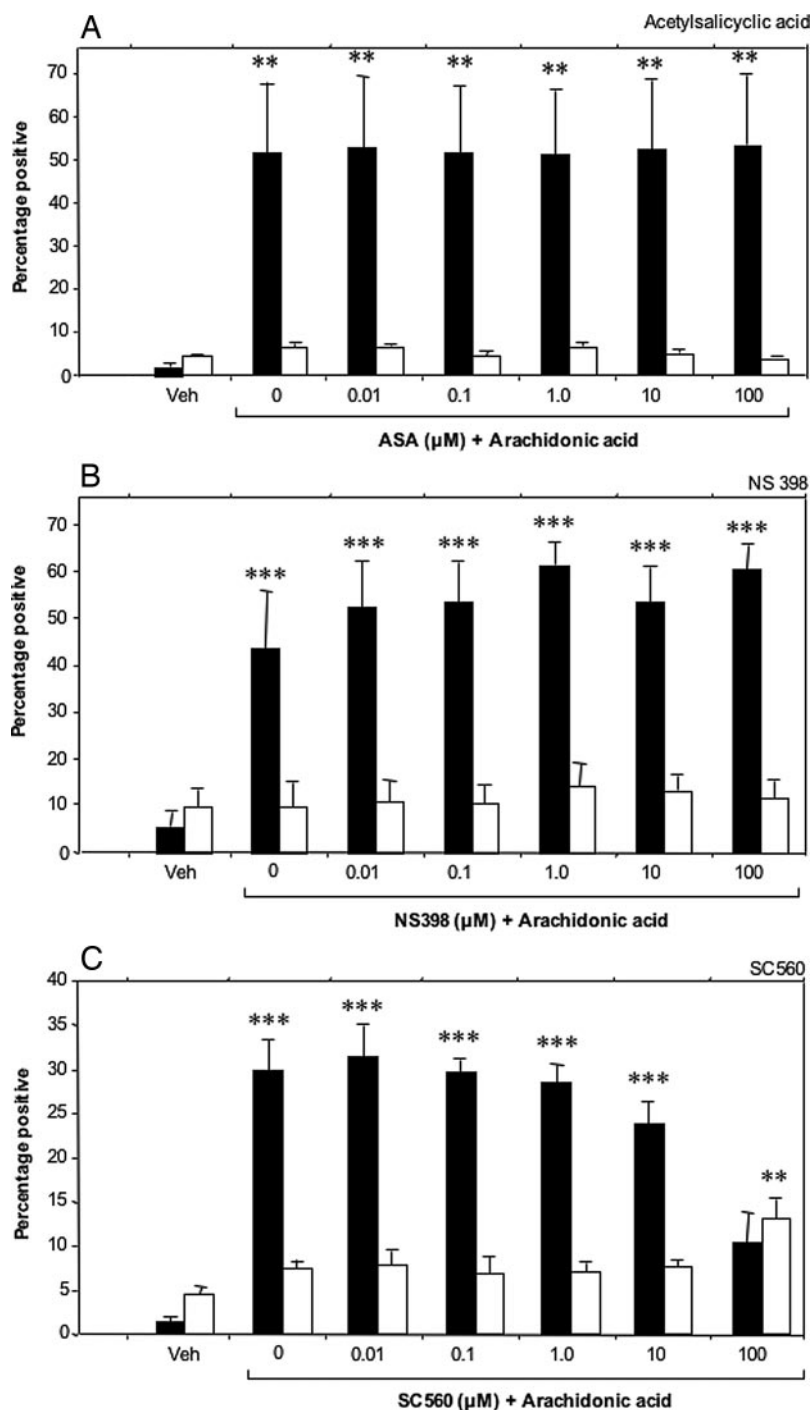 A
Acetylsalicyclic acid
** ** ** ** ** **
70
60
50
40
30
20
10
0
Percentage positive
Veh 0 0.01 0.1 1.0 10 100
ASA (µM) + Arachidonic acid
B
NS 398
*** *** *** *** *** ***
70
60
50
40
30
20
10
0
Percentage positive
Veh 0 0.01 0.1 1.0 10 100
NS398 (µM) + Arachidonic acid
C
SC560
*** *** *** *** *** **
40
35
30
25
20
15
10
5
0
Percentage positive
Veh 0 0.01 0.1 1.0 10 100
SC560 (µM) + Arachidonic acid